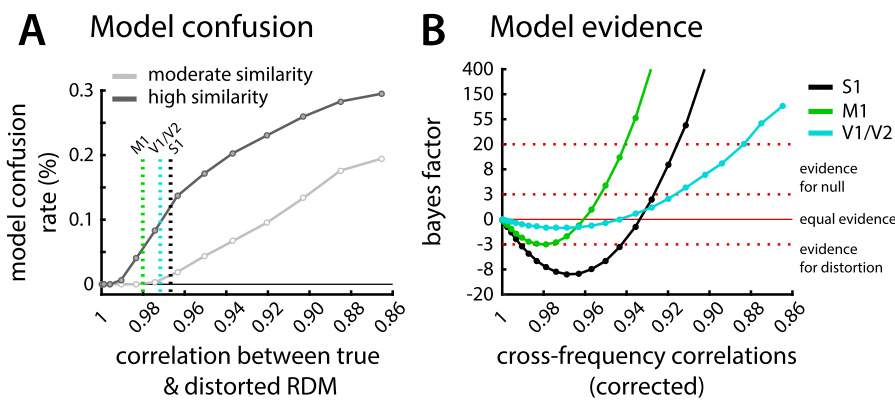 A Model confusion
moderate similarity
high similarity
M1
V1/V2
S1
0.3
0.2
0.1
0
model confusion
rate (%)
1
0.98
0.96
0.94
0.92
0.90
0.88
0.86
correlation between true
& distorted RDM
B Model evidence
400
150
55
20
8
3
0
-3
-8
-20
bayes factor
S1
M1
V1/V2
evidence
for null
equal evidence
evidence
for distortion
1
0.98
0.96
0.94
0.92
0.90
0.88
0.86
cross-frequency correlations
(corrected)